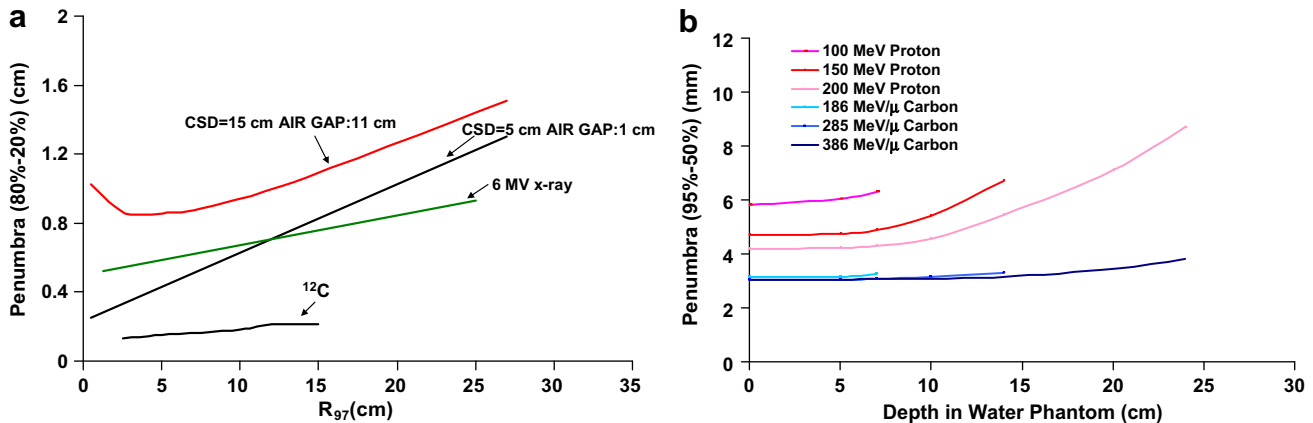 a
2
1.6
1.2
0.8
0.4
0
Penumbra (80%-20%) (cm)
CSD=15 cm AIR GAP:11 cm
CSD=5 cm AIR GAP:1 cm
6 MV x-ray
¹²C
0 5 10 15 20 25 30 35
R₉₇(cm)
b
12
10
8
6
4
2
0
Penumbra (95%-50%) (mm)
100 MeV Proton
150 MeV Proton
200 MeV Proton
186 MeV/μ Carbon
285 MeV/μ Carbon
386 MeV/μ Carbon
0 5 10 15 20 25 30
Depth in Water Phantom (cm)